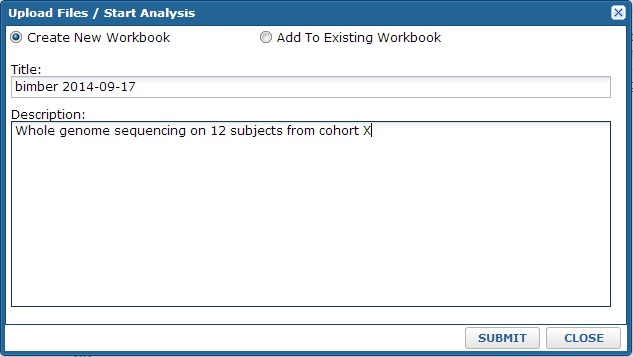 Upload Files / Start Analysis
Create New Workbook Add To Existing Workbook
Title:
bimber 2014-09-17
Description:
Whole genome sequencing on 12 subjects from cohort X
SUBMIT CLOSE